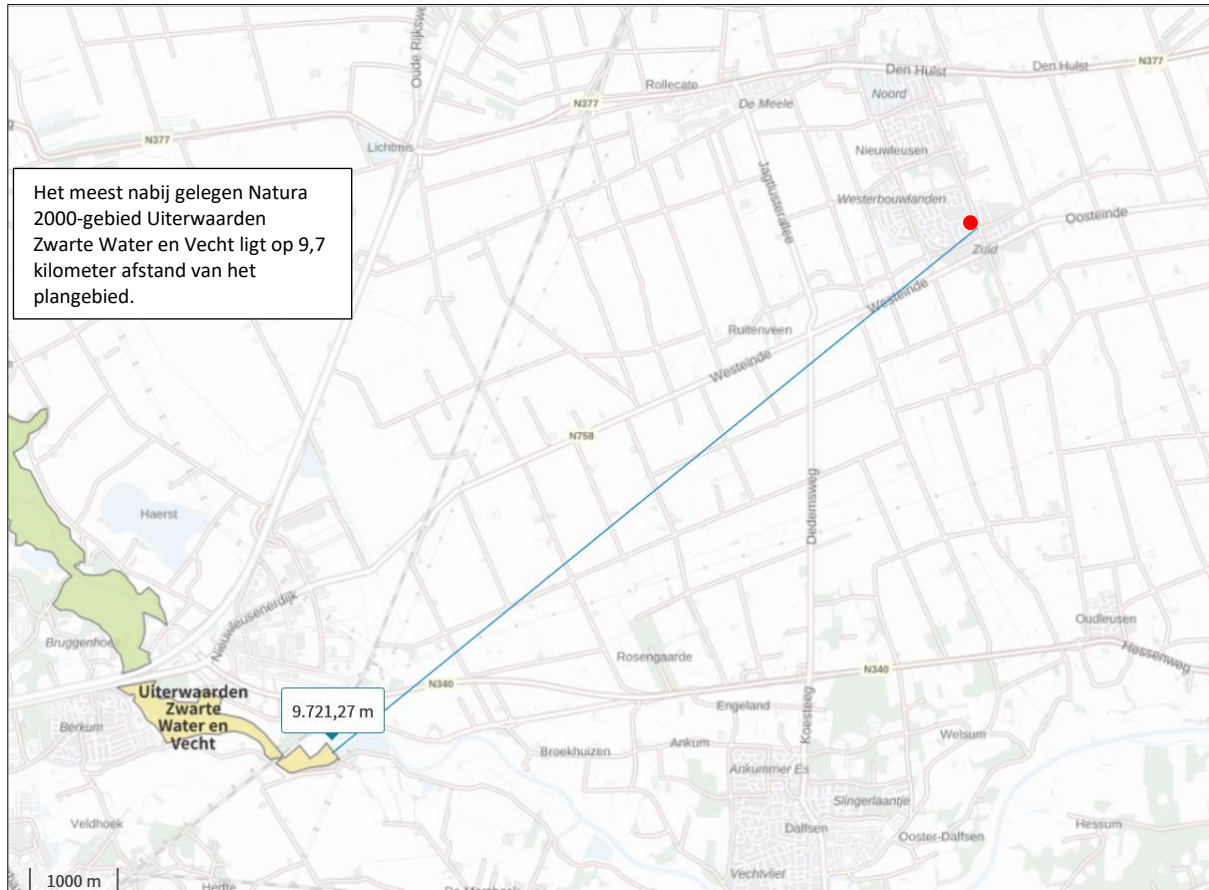 Oude Rijkswe
Den Hulst
Den Hulst
N377
Rollecate
Noord
De Meele
N377
N377
Lichtmis
Nieuwleusen
Het meest nabij gelegen Natura
2000-gebied Uiterwaarden
Zwarte Water en Vecht ligt op 9,7
kilometer afstand van het
plangebied.
Jagtlusterallee
Westerbouwlanden
Oosteinde
Zuid
Westeinde
Ruitenveen
Westeinde
N758
Haerst
Dedemsweg
Nieuwleusenerdijk
Oudleusen
Bruggenhoek
Rosengaarde
Hessenweg
N340
N340
Uiterwaarden
Zwarte
Water en
Vecht
9.721,27 m
Berkum
Engeland
Koesteeg
Welsum
Ankum
Broekhuizen
Ankummer Es
Slingerlaantje
Veldhoek
Dalfsen
Ooster-Dalfsen
Hessum
Vechtvliet
1000 m